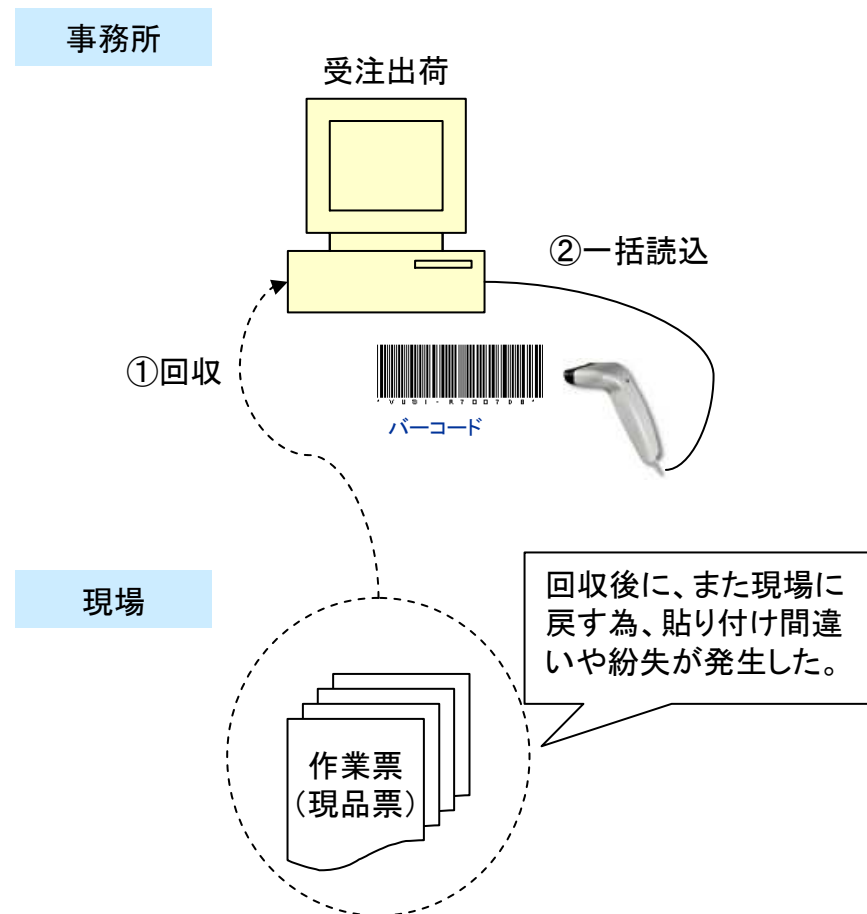 事務所
受注出荷
②一括読込
①回収
バーコード
現場
回収後に、また現場に
戻す為、貼り付け間違
いや紛失が発生した。
作業票
(現品票)